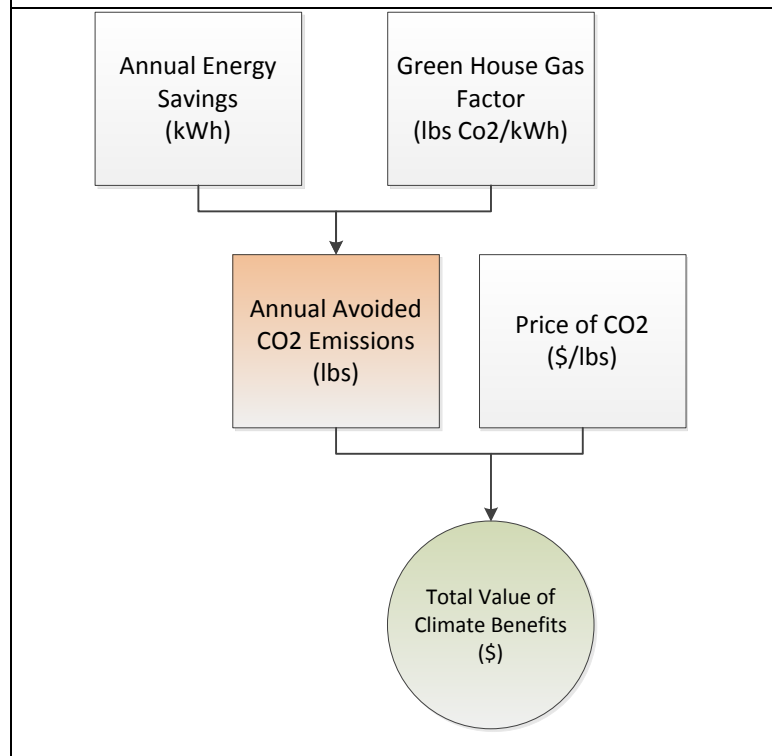 Annual Energy
Savings
(kWh)
Green House Gas
Factor
(lbs Co2/kWh)
Annual Avoided
CO2 Emissions
(lbs)
Price of CO2
($/lbs)
Total Value of
Climate Benefits
($)